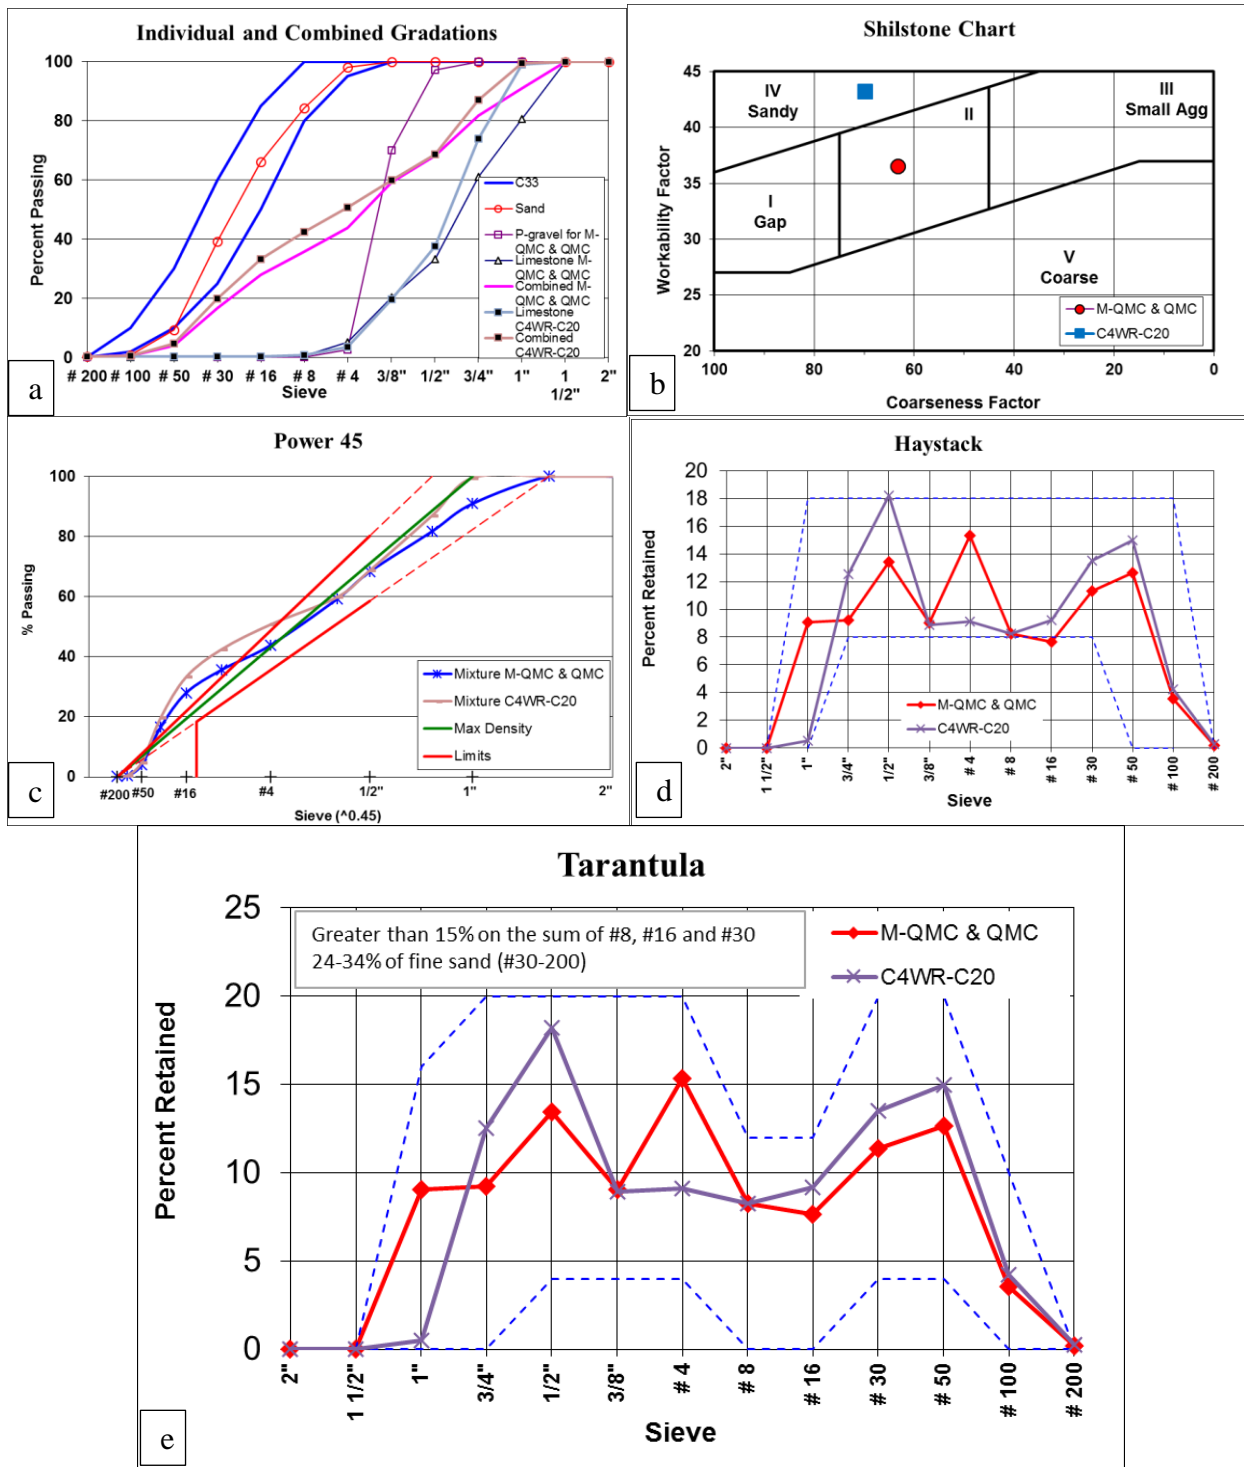 Individual and Combined Gradations
Percent Passing
100
80
60
40
20
0
# 200
# 100
# 50
# 30
# 16
# 8
# 4
3/8"
1/2"
3/4"
1"
1
1/2"
2"
Sieve
C33
Sand
P-gravel for M-
QMC & QMC
Limestone M-
QMC & QMC
Combined M-
QMC & QMC
Limestone
C4WR-C20
Combined
C4WR-C20
a
Shilstone Chart
Workability Factor
45
40
35
30
25
20
100
80
60
40
20
0
Coarseness Factor
IV
Sandy
II
III
Small Agg
I
Gap
V
Coarse
M-QMC & QMC
C4WR-C20
b
Power 45
% Passing
100
80
60
40
20
0
#200
#50
#16
#4
1/2"
1"
2"
Sieve (^0.45)
Mixture M-QMC & QMC
Mixture C4WR-C20
Max Density
Limits
c
Haystack
Percent Retained
20
18
16
14
12
10
8
6
4
2
0
2"
1 1/2"
1"
3/4"
1/2"
3/8"
# 4
# 8
# 16
# 30
# 50
# 100
# 200
Sieve
M-QMC & QMC
C4WR-C20
d
Tarantula
Percent Retained
25
20
15
10
5
0
Greater than 15% on the sum of #8, #16 and #30
24-34% of fine sand (#30-200)
M-QMC & QMC
C4WR-C20
2"
1 1/2"
1"
3/4"
1/2"
3/8"
# 4
# 8
# 16
# 30
# 50
# 100
# 200
Sieve
e